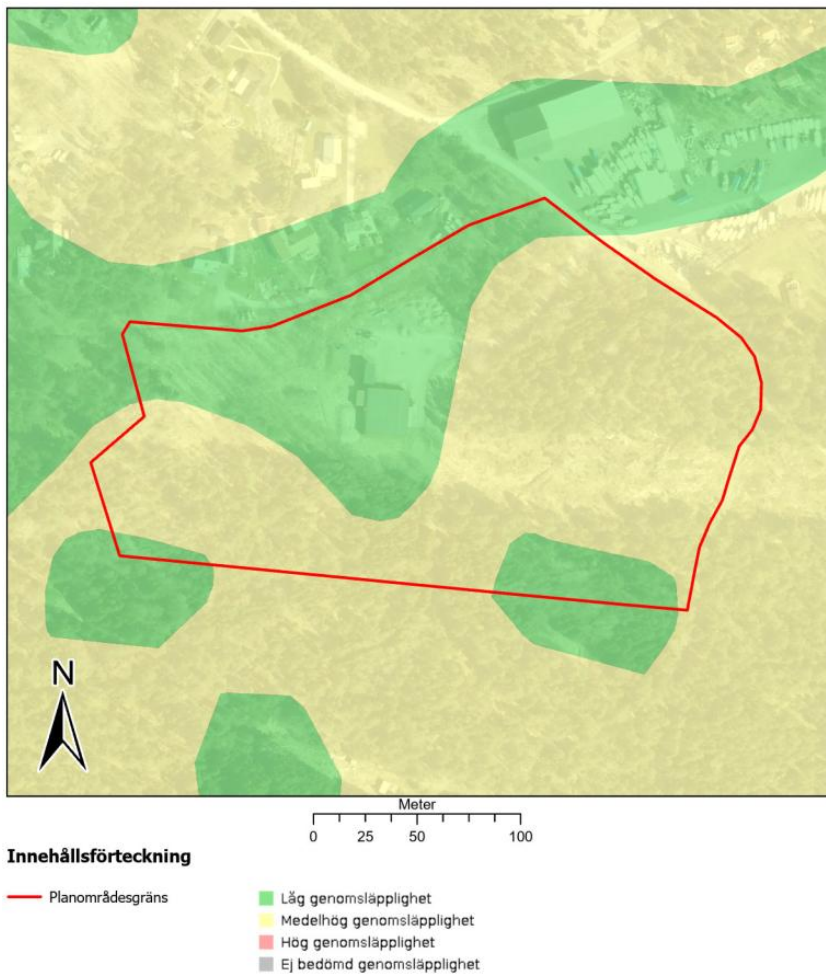 N
Meter
0 25 50 100
Innehållsförteckning
Planområdesgräns
Låg genomsläpplighet
Medelhög genomsläpplighet
Hög genomsläpplighet
Ej bedömd genomsläpplighet